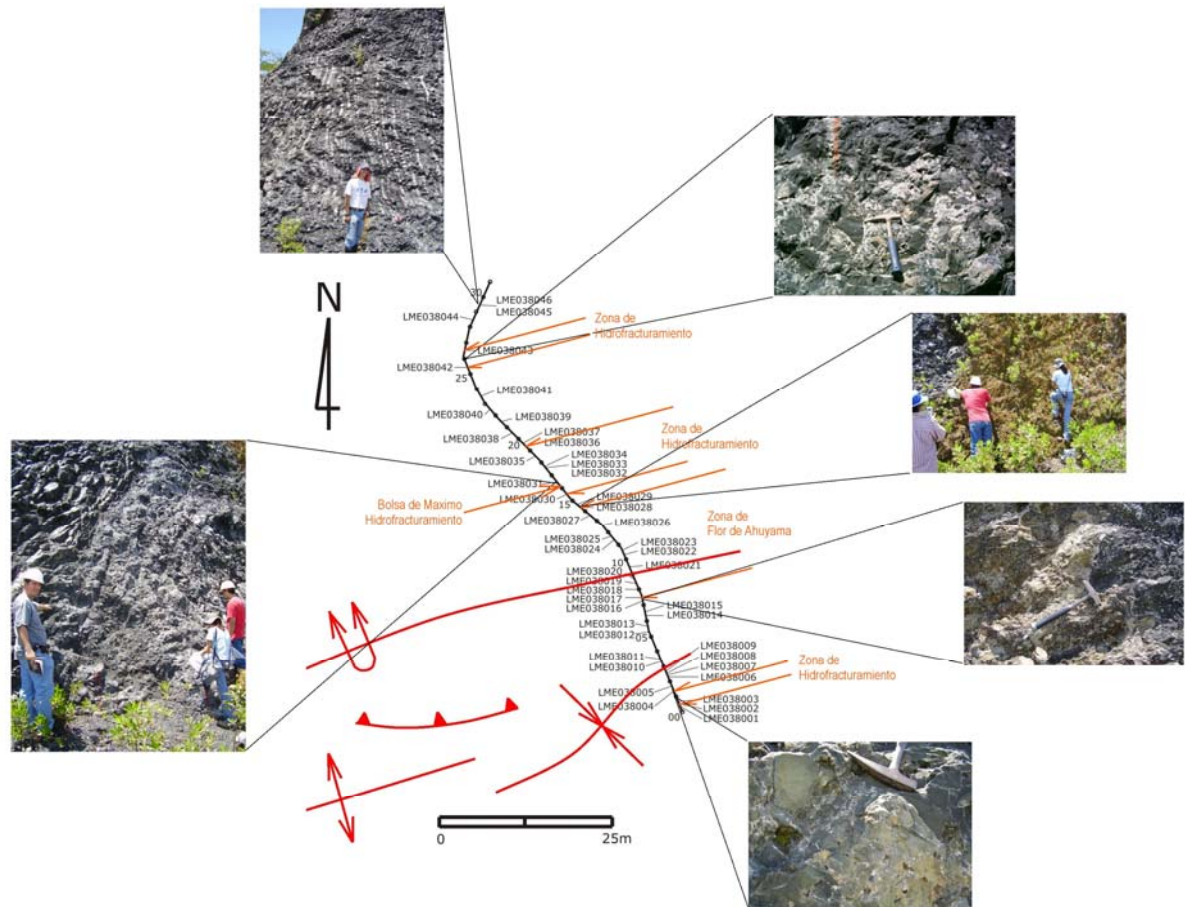 N
30
LME038046
LME038045
LME038044
Zona de
Hidrofracturamiento
LME038043
LME038042
25
LME038041
LME038040
LME038039
LME038038
LME038037
20
LME038036
Zona de
Hidrofracturamiento
LME038035
LME038034
LME038033
LME038032
LME038031
LME038030
Bolsa de Maximo
Hidrofracturamiento
15
LME038029
LME038028
LME038027
LME038026
Zona de
Flor de Ahuyama
LME038025
LME038024
LME038023
LME038022
10
LME038021
LME038020
LME038019
LME038018
LME038017
LME038016
LME038015
LME038014
LME038013
LME038012
05
LME038011
LME038010
LME038009
LME038008
LME038007
LME038006
Zona de
Hidrofracturamiento
LME038005
LME038004
LME038003
LME038002
LME038001
00
0
25m